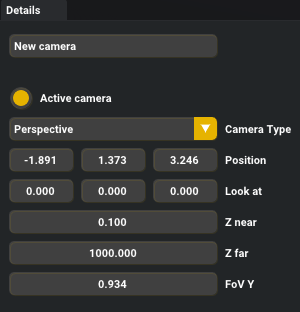 Details
New camera
Active camera
Perspective Camera Type
-1.891 1.373 3.246 Position
0.000 0.000 0.000 Look at
0.100 Z near
1000.000 Z far
0.934 FoV Y